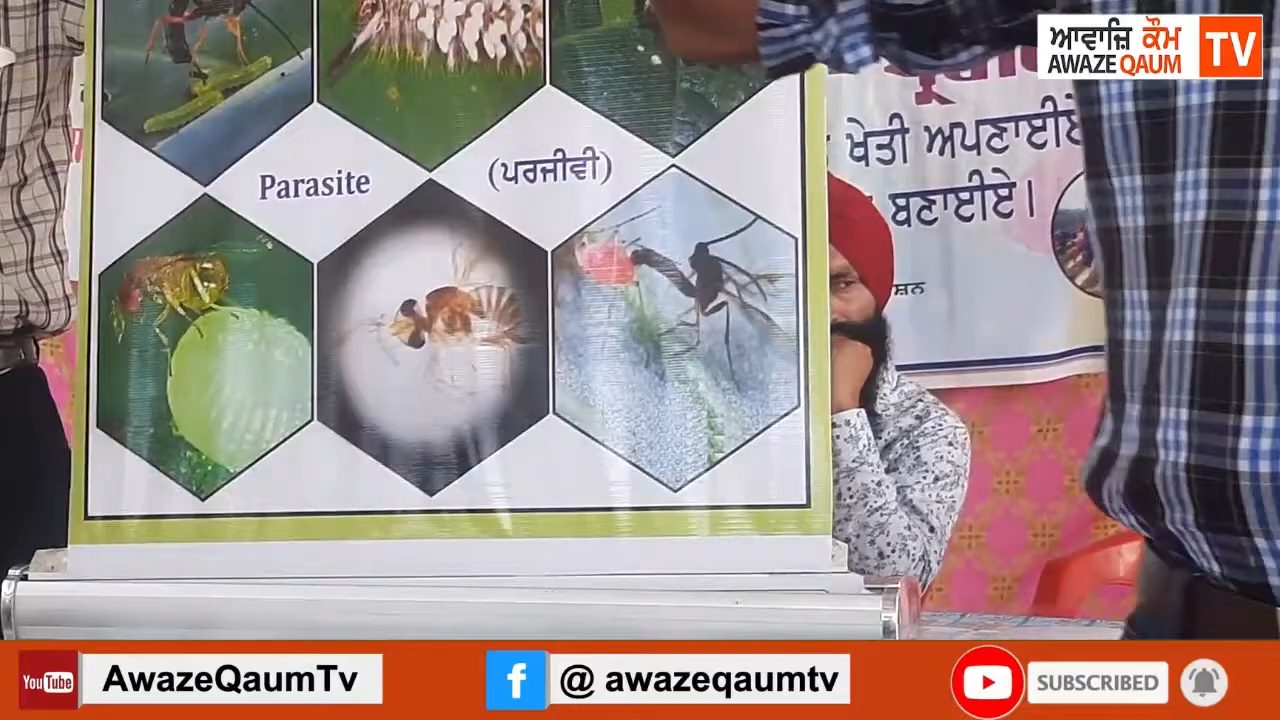 ਆਵਾਜ਼ਿ ਕੌਮ
AWAZE QAUM
TV
ਖੇਤੀ ਅਪਣਾਈਏ
ਬਣਾਈਏ।
Parasite
(ਪਰਜੀਵੀ)
YouTube
AwazeQaumTv
f
@ awazeqaumtv
SUBSCRIBED